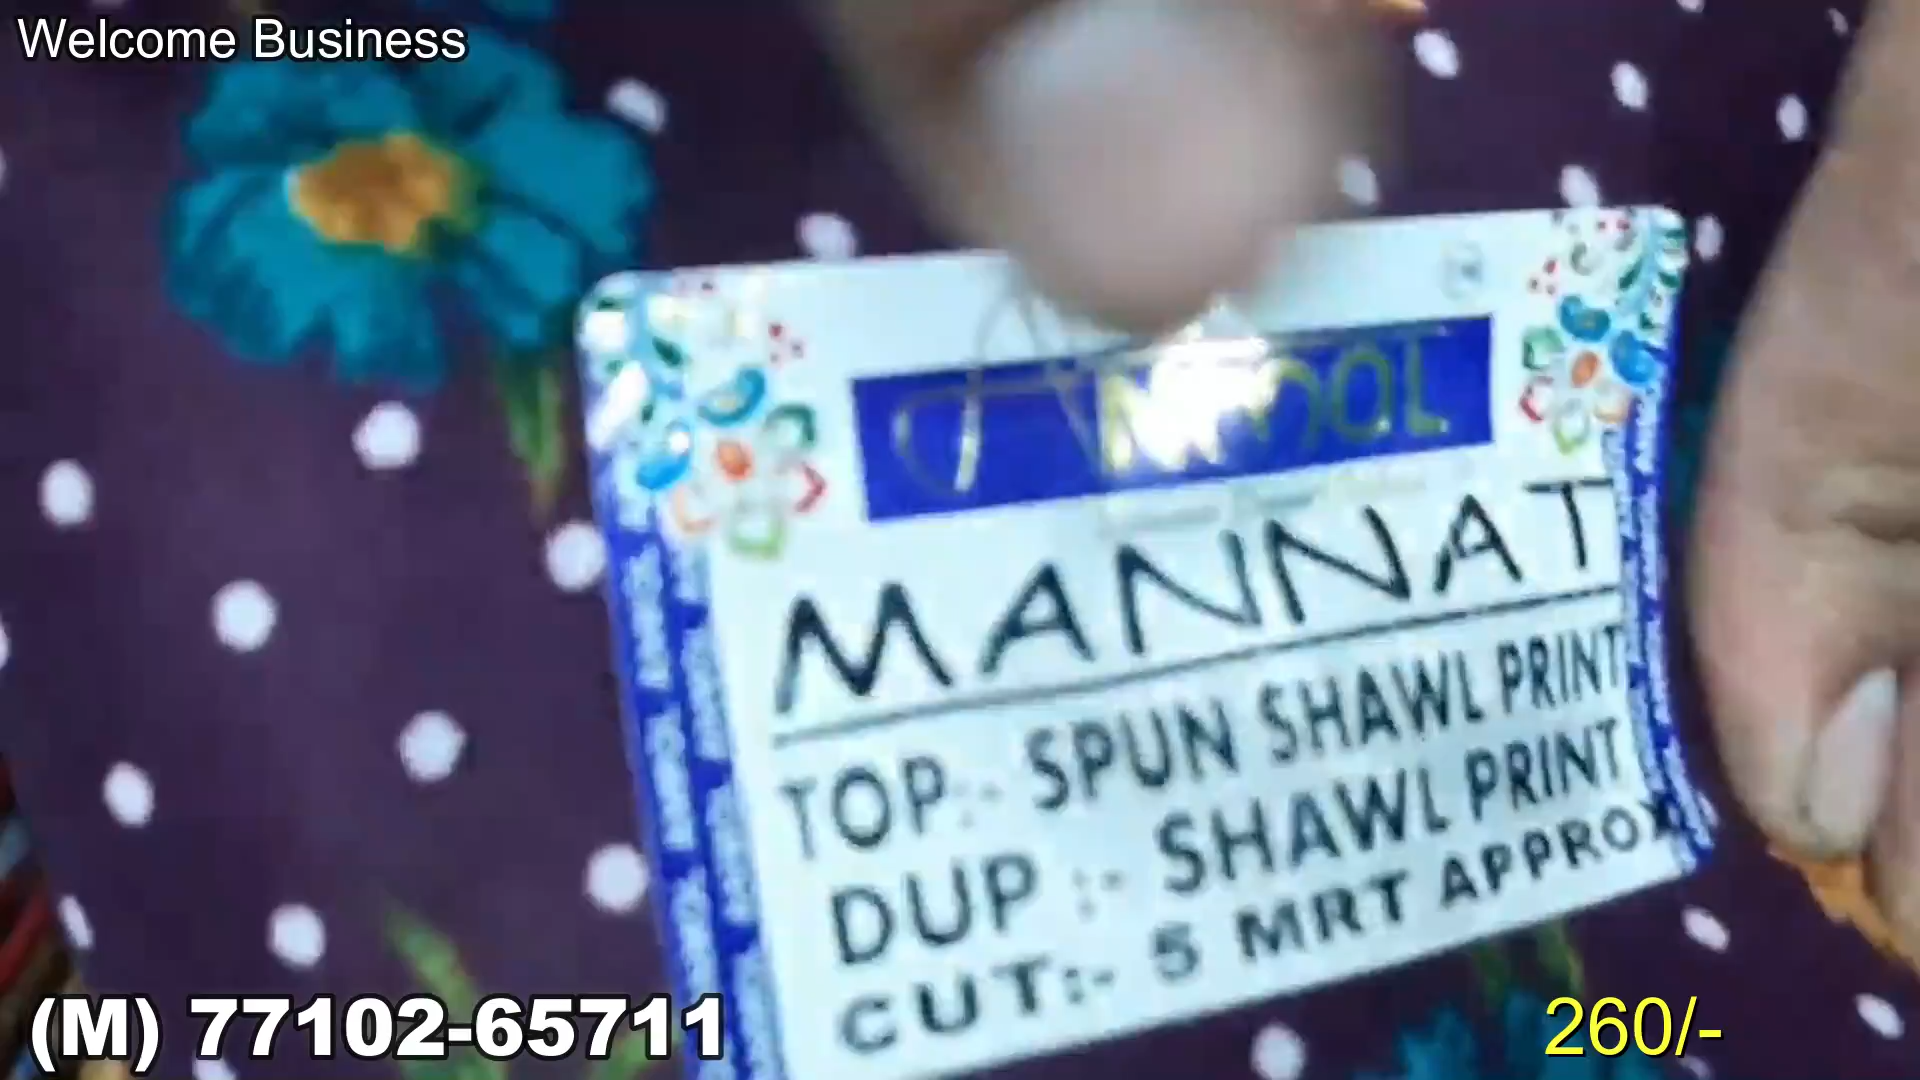 Welcome Business
MANNAT
TOP:- SPUN SHAWL PRINT
DUP :- SHAWL PRINT
CUT:- 5 MRT APPROX
(M) 77102-65711
260/-